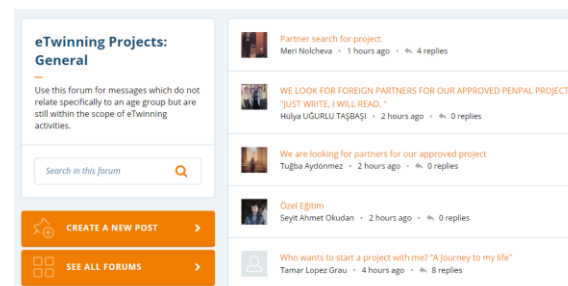 eTwinning Projects:
General
Use this forum for messages which do not
relate specifically to an age group but are
still within the scope of eTwinning
activities.
Search in this forum
CREATE A NEW POST
SEE ALL FORUMS
Partner search for project
Meri Nolcheva • 1 hours ago • 4 replies
WE LOOK FOR FOREIGN PARTNERS FOR OUR APPROVED PENPAL PROJECT
"JUST WRITE, I WILL READ. "
Hülya UĞURLU TAŞBAŞI • 2 hours ago • 0 replies
We are looking for partners for our approved project
Tuğba Aydönmez • 2 hours ago • 0 replies
Özel Eğitim
Seyit Ahmet Okudan • 2 hours ago • 0 replies
Who wants to start a project with me? "A Journey to my life"
Tamar Lopez Grau • 4 hours ago • 8 replies